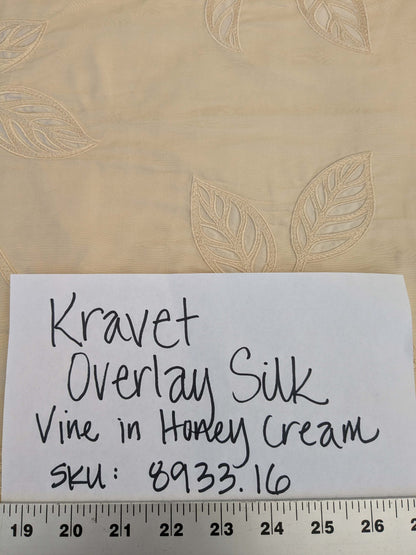 Kravet
Overlay Silk
Vine in Honey Cream
SKU: 8933.16
19 20 21 22 23 24 25 26